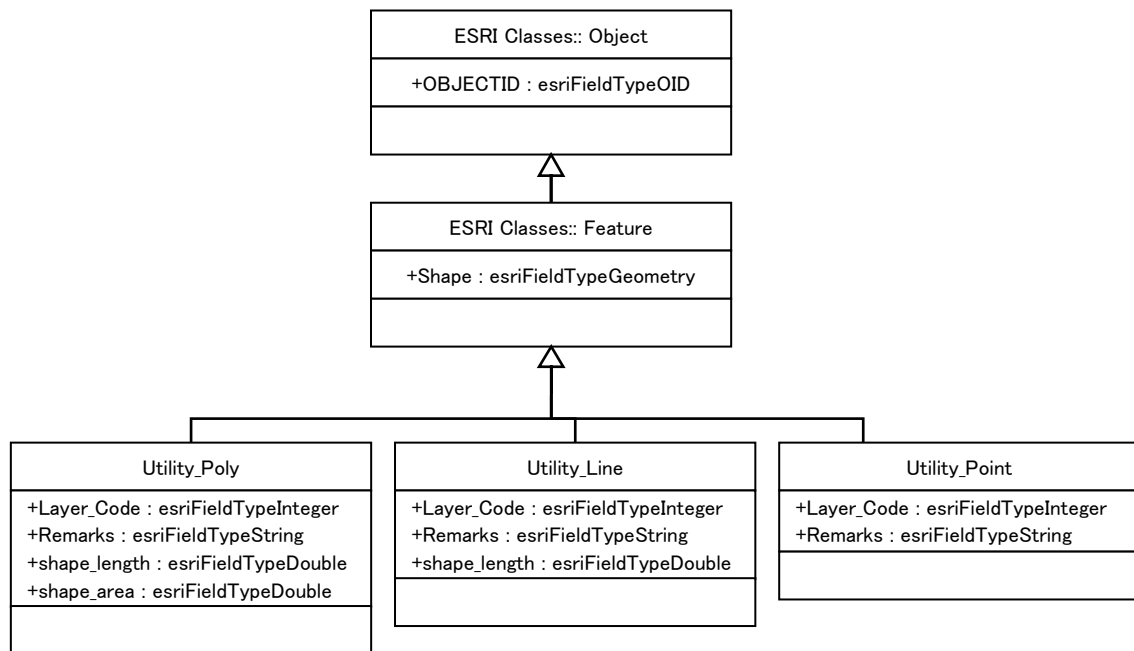 ESRI Classes:: Object
+OBJECTID : esriFieldTypeOID
ESRI Classes:: Feature
+Shape : esriFieldTypeGeometry
Utility_Poly
+Layer_Code : esriFieldTypeInteger
+Remarks : esriFieldTypeString
+shape_length : esriFieldTypeDouble
+shape_area : esriFieldTypeDouble
Utility_Line
+Layer_Code : esriFieldTypeInteger
+Remarks : esriFieldTypeString
+shape_length : esriFieldTypeDouble
Utility_Point
+Layer_Code : esriFieldTypeInteger
+Remarks : esriFieldTypeString